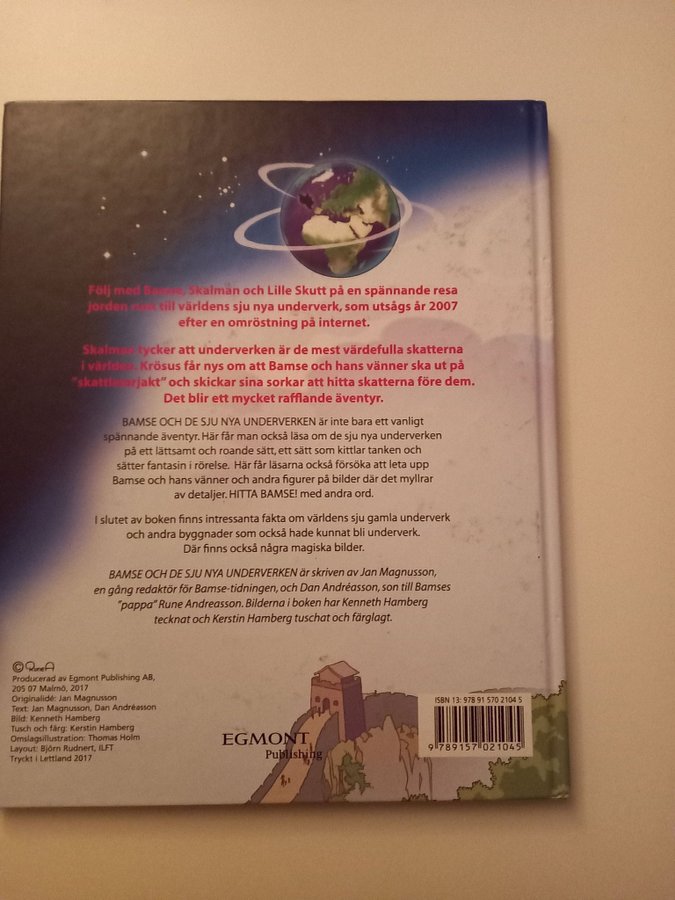 Följ med Bamse, Skalman och Lille Skutt på en spännande resa
jorden runt till världens sju nya underverk, som utsågs år 2007
efter en omröstning på internet.
Skalman tycker att underverken är de mest värdefulla skatterna
i världen. Krösus får nys om att Bamse och hans vänner ska ut på
"skattletarjakt" och skickar sina sorkar att hitta skatterna före dem.
Det blir ett mycket rafflande äventyr.
BAMSE OCH DE SJU NYA UNDERVERKEN är inte bara ett vanligt
spännande äventyr. Här får man också läsa om de sju nya underverken
på ett lättsamt och roande sätt, ett sätt som kittlar tanken och
sätter fantasin i rörelse. Här får läsarna också försöka att leta upp
Bamse och hans vänner och andra figurer på bilder där det myllrar
av detaljer. HITTA BAMSE! med andra ord.
I slutet av boken finns intressanta fakta om världens sju gamla underverk
och andra byggnader som också hade kunnat bli underverk.
Där finns också några magiska bilder.
BAMSE OCH DE SJU NYA UNDERVERKEN är skriven av Jan Magnusson,
en gång redaktör för Bamse-tidningen, och Dan Andréasson, son till Bamses
"pappa" Rune Andreasson. Bilderna i boken har Kenneth Hamberg
tecknat och Kerstin Hamberg tuschat och färglagt.
© Rune A
Producerad av Egmont Publishing AB,
205 07 Malmö, 2017
Originalidé: Jan Magnusson
Text: Jan Magnusson, Dan Andréasson
Bild: Kenneth Hamberg
Tusch och färg: Kerstin Hamberg
Omslagsillustration: Thomas Holm
Layout: Björn Rudnert, ILFT
Tryckt i Lettland 2017
EGMONT
Publishing
ISBN 13: 978 91 570 2104 5
9 789157 021045